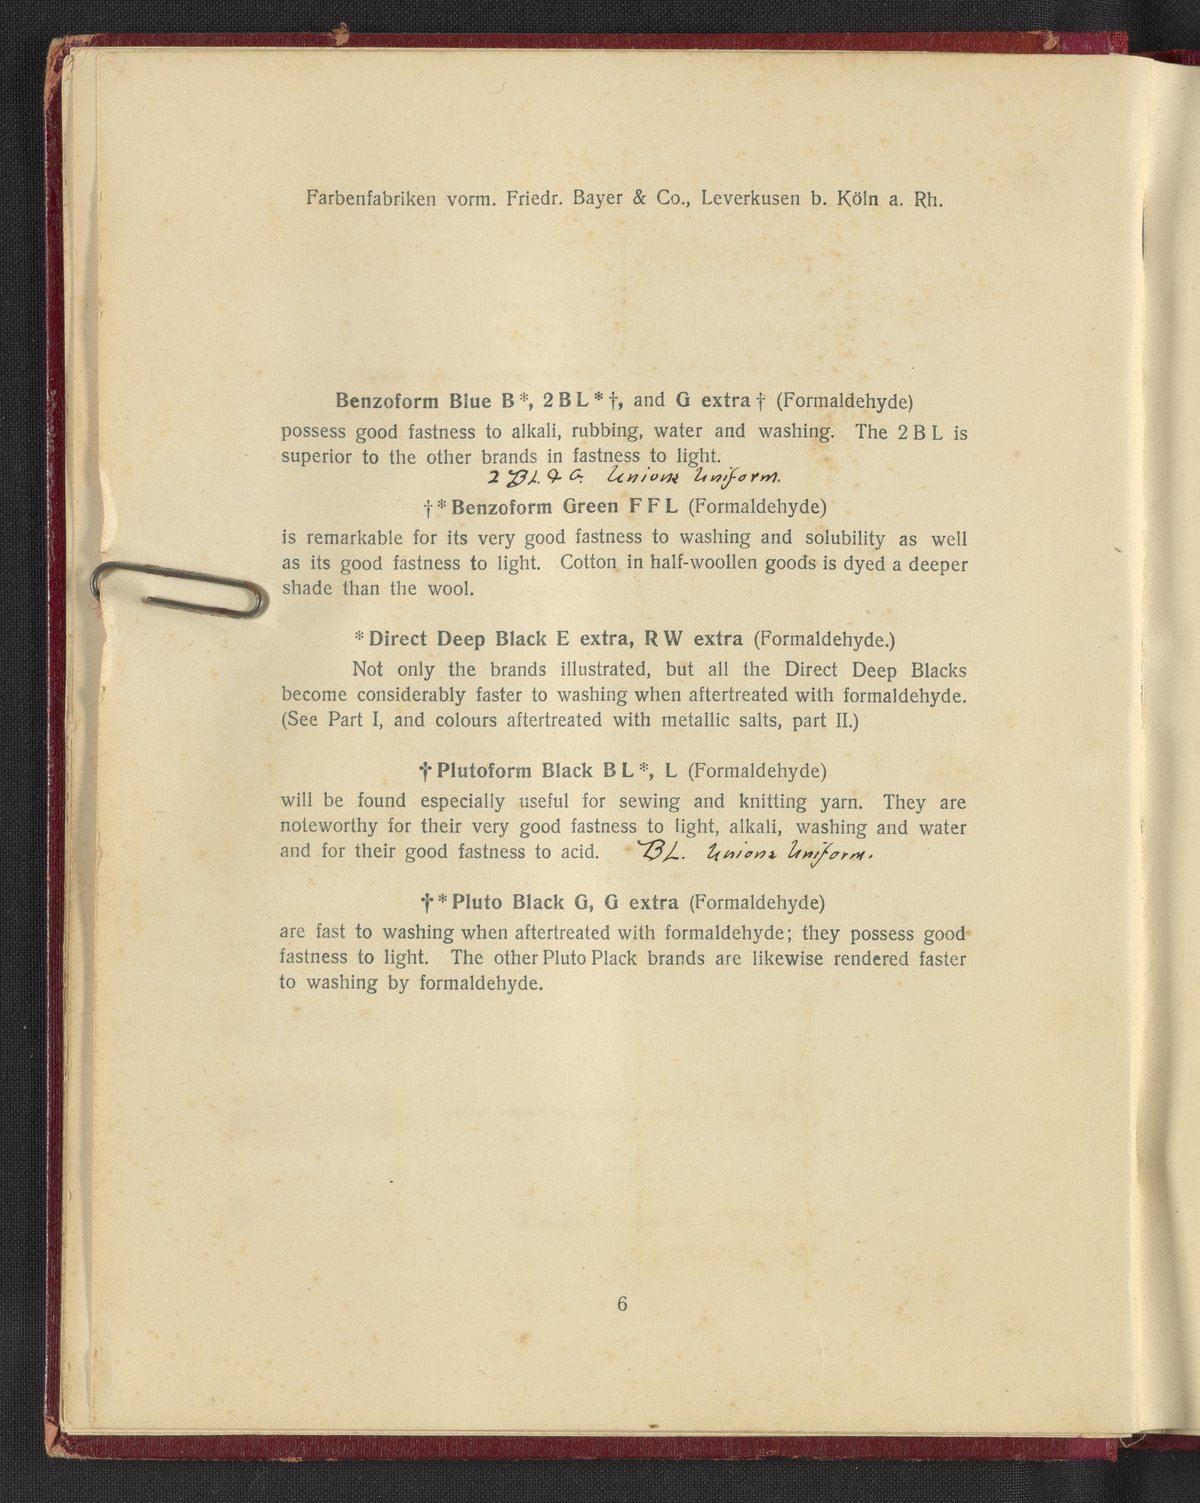 Farbenfabriken vorm. Friedr. Bayer & Co., Leverkusen b. Köln a. Rh.
Benzoform Blue B*, 2 B L *†, and G extra † (Formaldehyde)
possess good fastness to alkali, rubbing, water and washing. The 2 B L is
superior to the other brands in fastness to light.
2 BL & G. Unions Uniform.
†* Benzoform Green F F L (Formaldehyde)
is remarkable for its very good fastness to washing and solubility as well
as its good fastness to light. Cotton in half-woollen goods is dyed a deeper
shade than the wool.
* Direct Deep Black E extra, R W extra (Formaldehyde.)
Not only the brands illustrated, but all the Direct Deep Blacks
become considerably faster to washing when aftertreated with formaldehyde.
(See Part I, and colours aftertreated with metallic salts, part II.)
† Plutoform Black B L *, L (Formaldehyde)
will be found especially useful for sewing and knitting yarn. They are
noteworthy for their very good fastness to light, alkali, washing and water
and for their good fastness to acid. BL. Unions Uniform.
†* Pluto Black G, G extra (Formaldehyde)
are fast to washing when aftertreated with formaldehyde; they possess good
fastness to light. The other Pluto Plack brands are likewise rendered faster
to washing by formaldehyde.
6